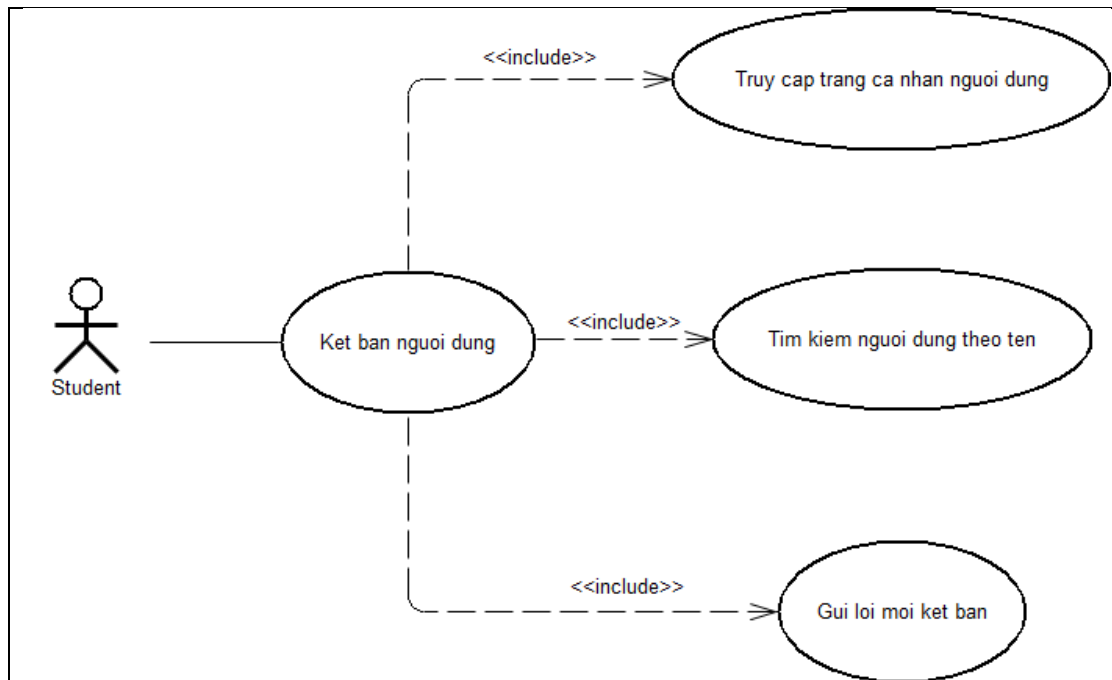 <<include>>
Truy cap trang ca nhan nguoi dung
Student
Ket ban nguoi dung
<<include>>
Tim kiem nguoi dung theo ten
<<include>>
Gui loi moi ket ban